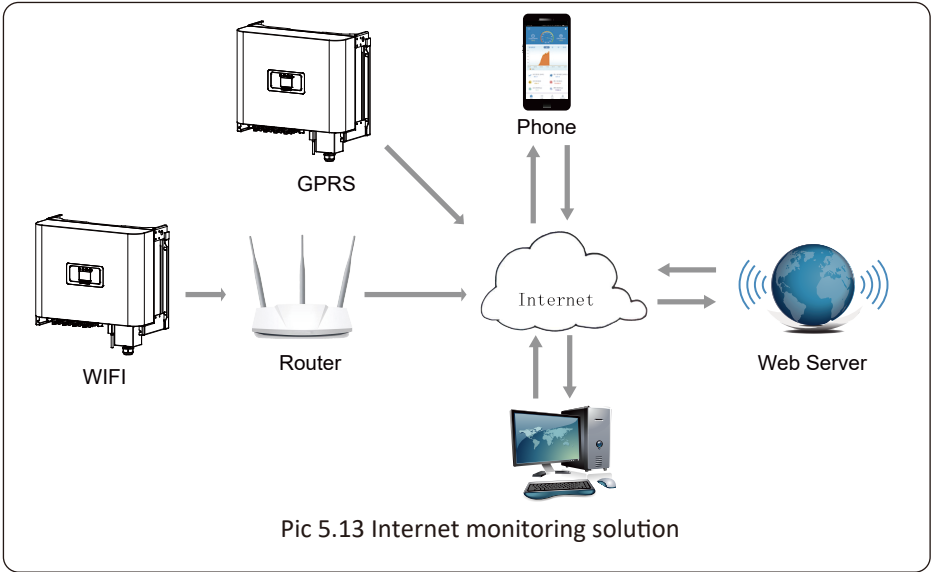 Phone
GPRS
Internet
WIFI
Router
Web Server
Pic 5.13 Internet monitoring solution